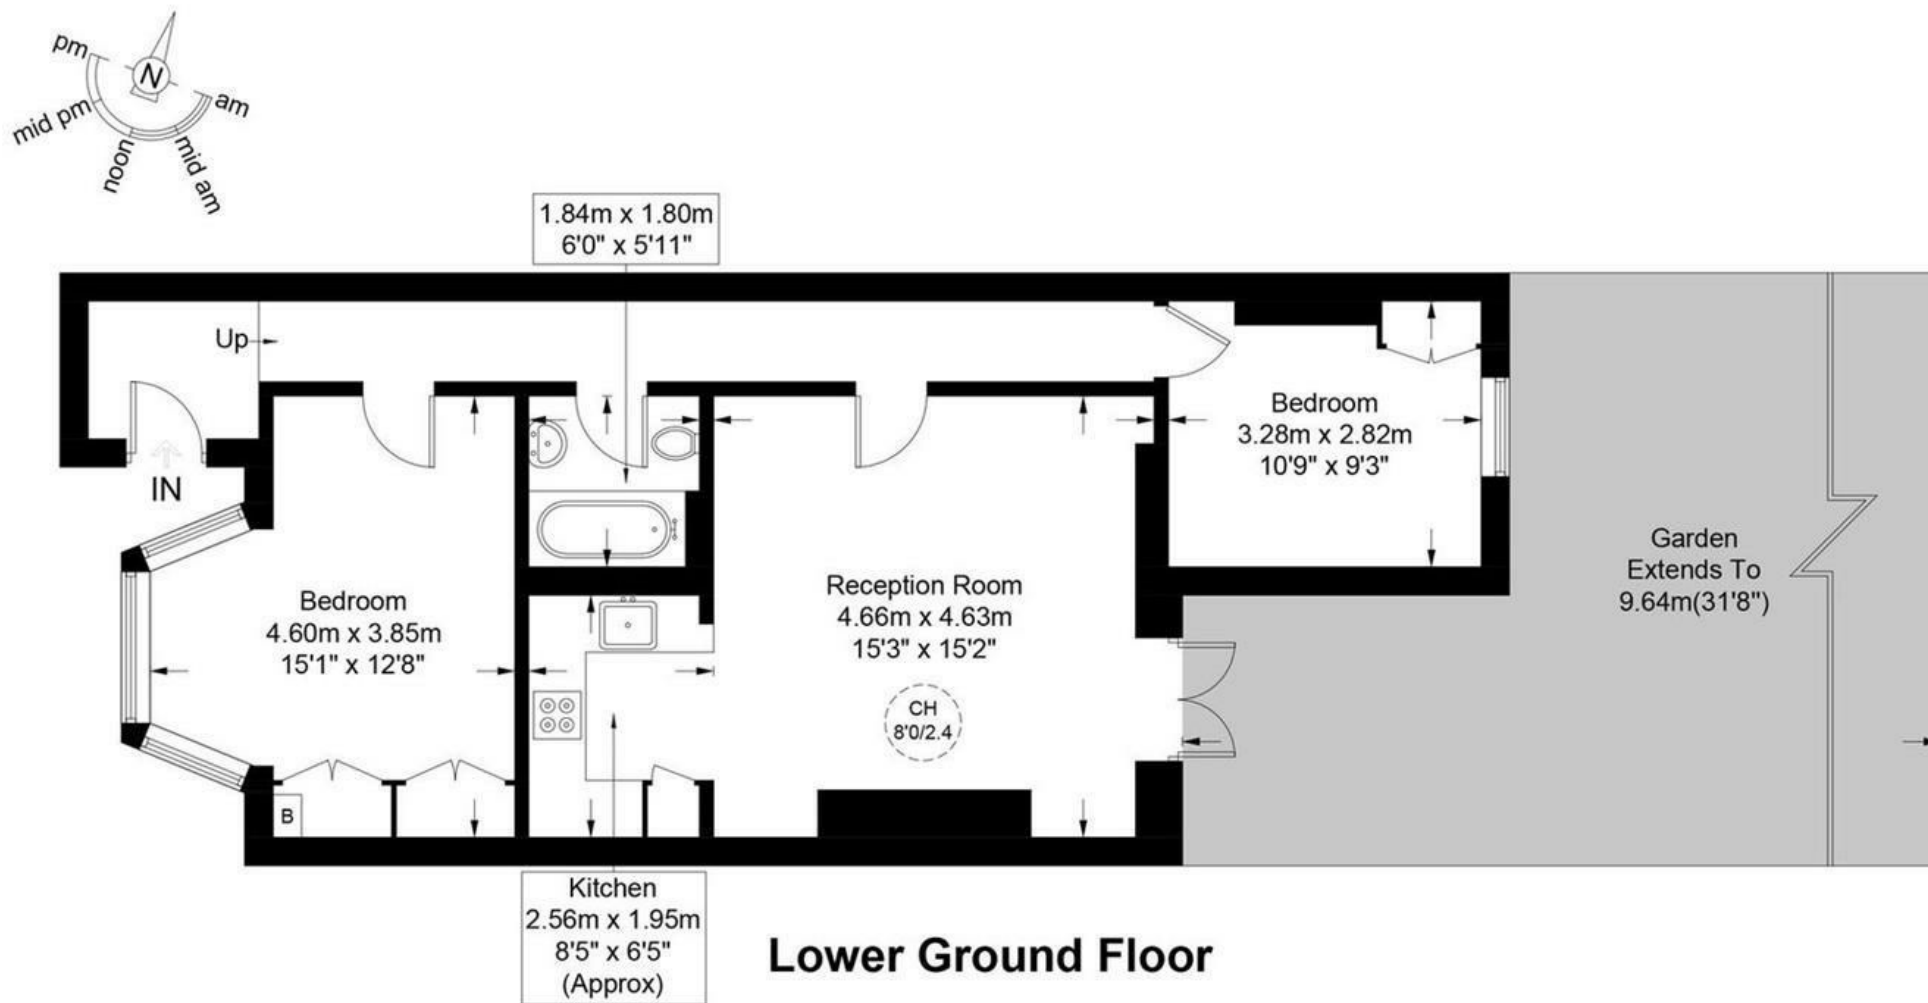 N
pm
mid pm
noon
mid am
am
1.84m x 1.80m
6'0" x 5'11"
Up
IN
Bedroom
3.28m x 2.82m
10'9" x 9'3"
Garden
Extends To
9.64m(31'8")
Bedroom
4.60m x 3.85m
15'1" x 12'8"
Reception Room
4.66m x 4.63m
15'3" x 15'2"
CH
8'0/2.4
B
Kitchen
2.56m x 1.95m
8'5" x 6'5"
(Approx)
Lower Ground Floor